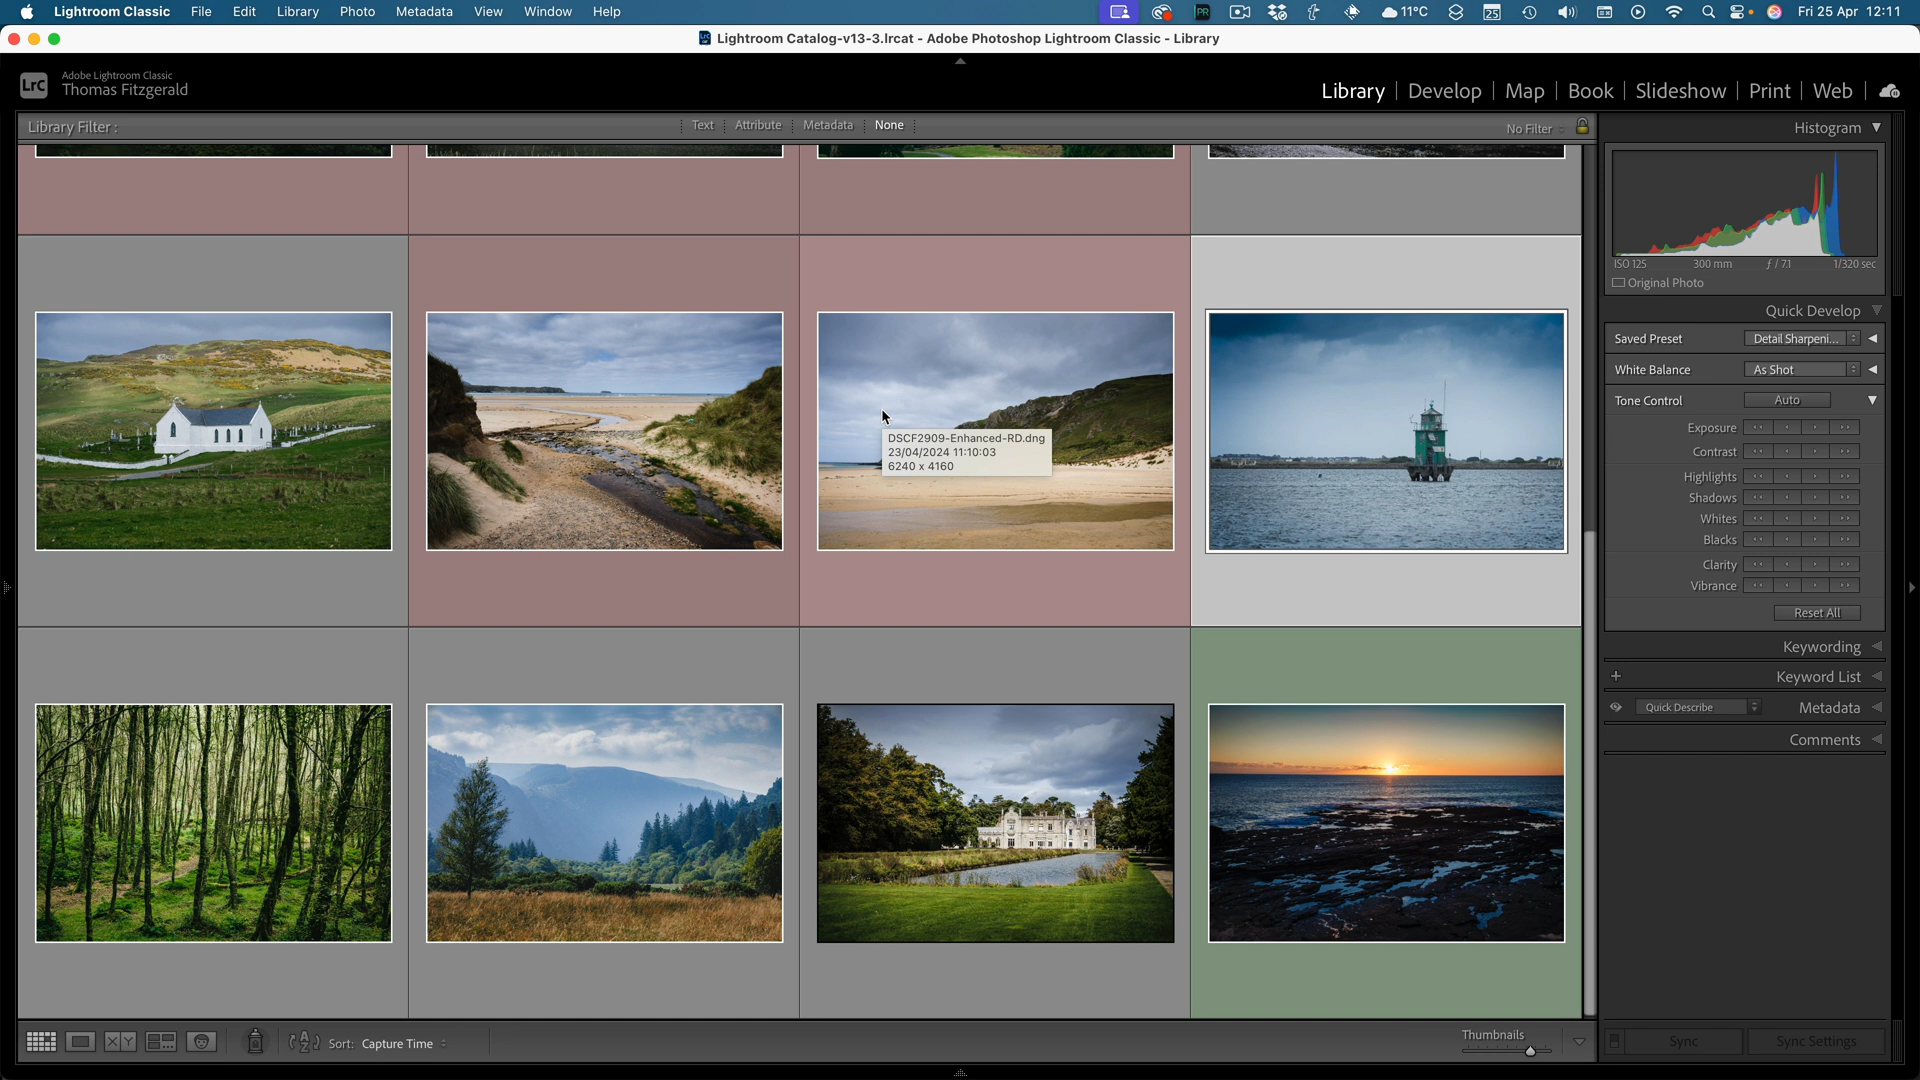 Lightroom Classic File Edit Library Photo Metadata View Window Help PR 11°C 25 Fri 25 Apr 12:11
Lightroom Catalog-v13-3.lrcat - Adobe Photoshop Lightroom Classic - Library
LrC Adobe Lightroom Classic
Thomas Fitzgerald
Library Develop Map Book Slideshow Print Web
Library Filter : Text Attribute Metadata None No Filter
Histogram
ISO 125 300 mm ƒ / 7.1 1/320 sec
Original Photo
Quick Develop
Saved Preset Detail Sharpeni...
White Balance As Shot
Tone Control Auto
Exposure
Contrast
Highlights
Shadows
Whites
Blacks
Clarity
Vibrance
Reset All
Keywording
Keyword List
Quick Describe Metadata
Comments
DSCF2909-Enhanced-RD.dng
23/04/2024 11:10:03
6240 x 4160
XY Sort: Capture Time Thumbnails
Sync Sync Settings